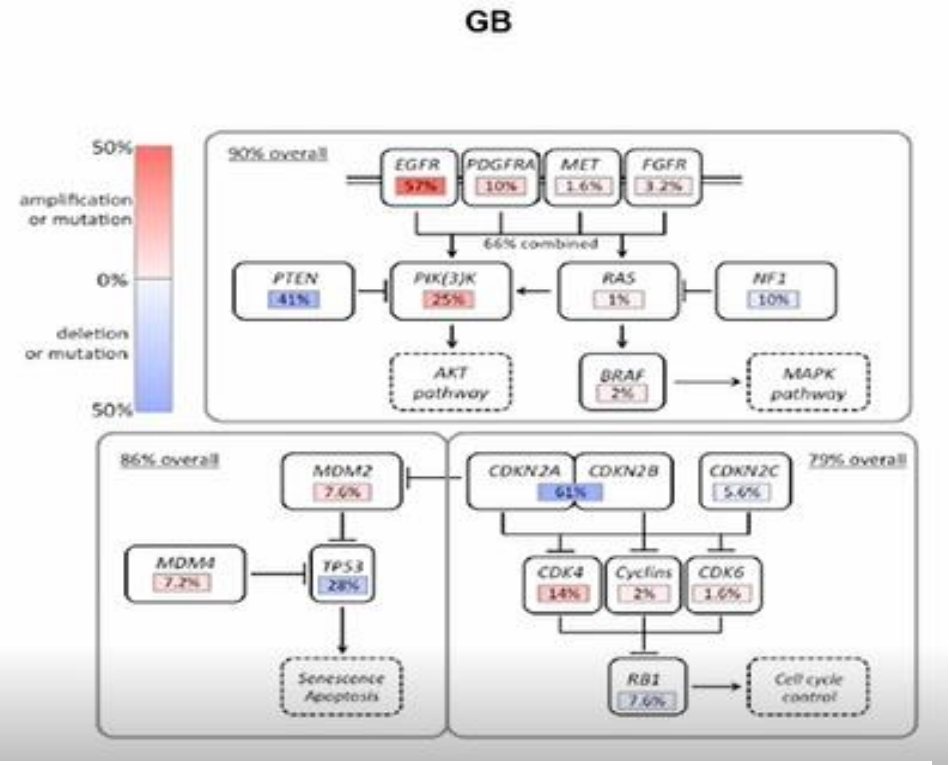 GB
50%
amplification
or mutation
0%
deletion
or mutation
50%
90% overall
EGFR PDGFRA MET FGFR
57% 10% 1.6% 3.2%
66% combined
PTEN PIK(3)K RAS NF1
41% 25% 1% 10%
AKT
pathway
BRAF
2%
MAPK
pathway
86% overall
MDM2
7.6%
MDM4
7.2%
TP53
28%
Senescence
Apoptosis
79% overall
CDKN2A CDKN2B CDKN2C
61% 5.6%
CDK4 Cyclins CDK6
14% 2% 1.6%
RB1
7.6%
Cell cycle
control